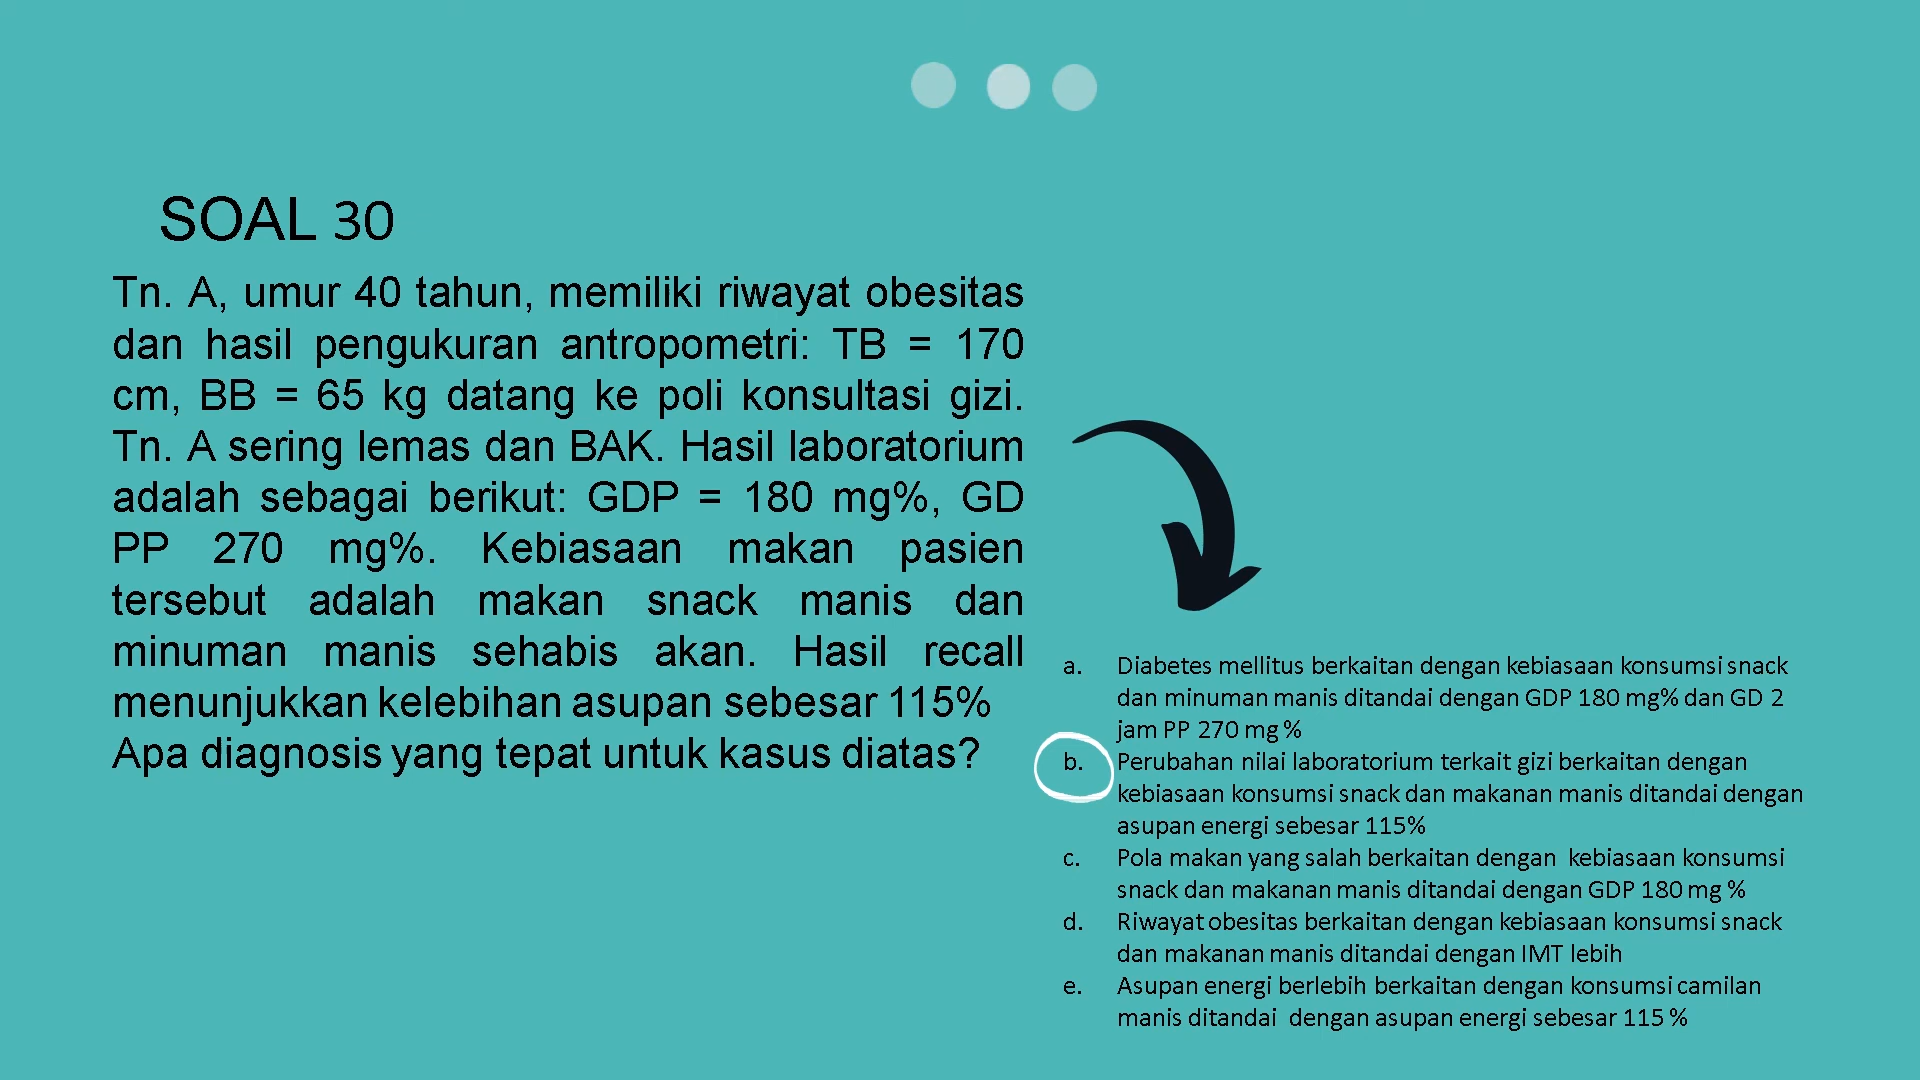 SOAL 30
Tn. A, umur 40 tahun, memiliki riwayat obesitas
dan hasil pengukuran antropometri: TB = 170
cm, BB = 65 kg datang ke poli konsultasi gizi.
Tn. A sering lemas dan BAK. Hasil laboratorium
adalah sebagai berikut: GDP = 180 mg%, GD
PP 270 mg%. Kebiasaan makan pasien
tersebut adalah makan snack manis dan
minuman manis sehabis akan. Hasil recall
menunjukkan kelebihan asupan sebesar 115%
Apa diagnosis yang tepat untuk kasus diatas?
a. Diabetes mellitus berkaitan dengan kebiasaan konsumsi snack
dan minuman manis ditandai dengan GDP 180 mg% dan GD 2
jam PP 270 mg %
b. Perubahan nilai laboratorium terkait gizi berkaitan dengan
kebiasaan konsumsi snack dan makanan manis ditandai dengan
asupan energi sebesar 115%
c. Pola makan yang salah berkaitan dengan kebiasaan konsumsi
snack dan makanan manis ditandai dengan GDP 180 mg %
d. Riwayat obesitas berkaitan dengan kebiasaan konsumsi snack
dan makanan manis ditandai dengan IMT lebih
e. Asupan energi berlebih berkaitan dengan konsumsi camilan
manis ditandai dengan asupan energi sebesar 115 %